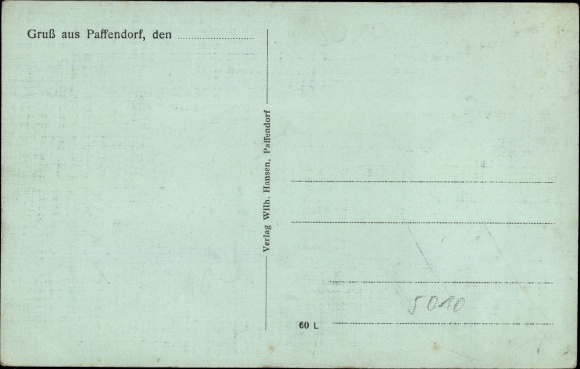 Gruß aus Paffendorf, den
Verlag Wilh. Hansen, Paffendorf
5010
60 L